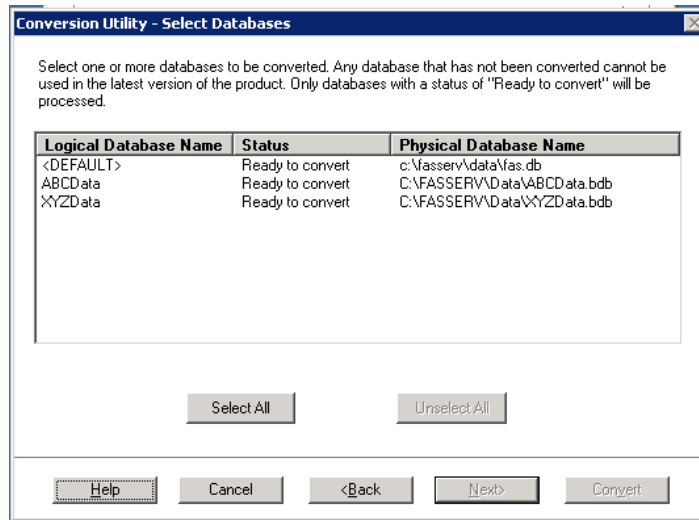 Conversion Utility - Select Databases
Select one or more databases to be converted. Any database that has not been converted cannot be
used in the latest version of the product. Only databases with a status of "Ready to convert" will be
processed.
Logical Database Name Status Physical Database Name
<DEFAULT> Ready to convert c:\fasserv\data\fas.db
ABCData Ready to convert C:\FASSERV\Data\ABCData.bdb
XYZData Ready to convert C:\FASSERV\Data\XYZData.bdb
Select All Unselect All
Help Cancel <Back Next> Convert